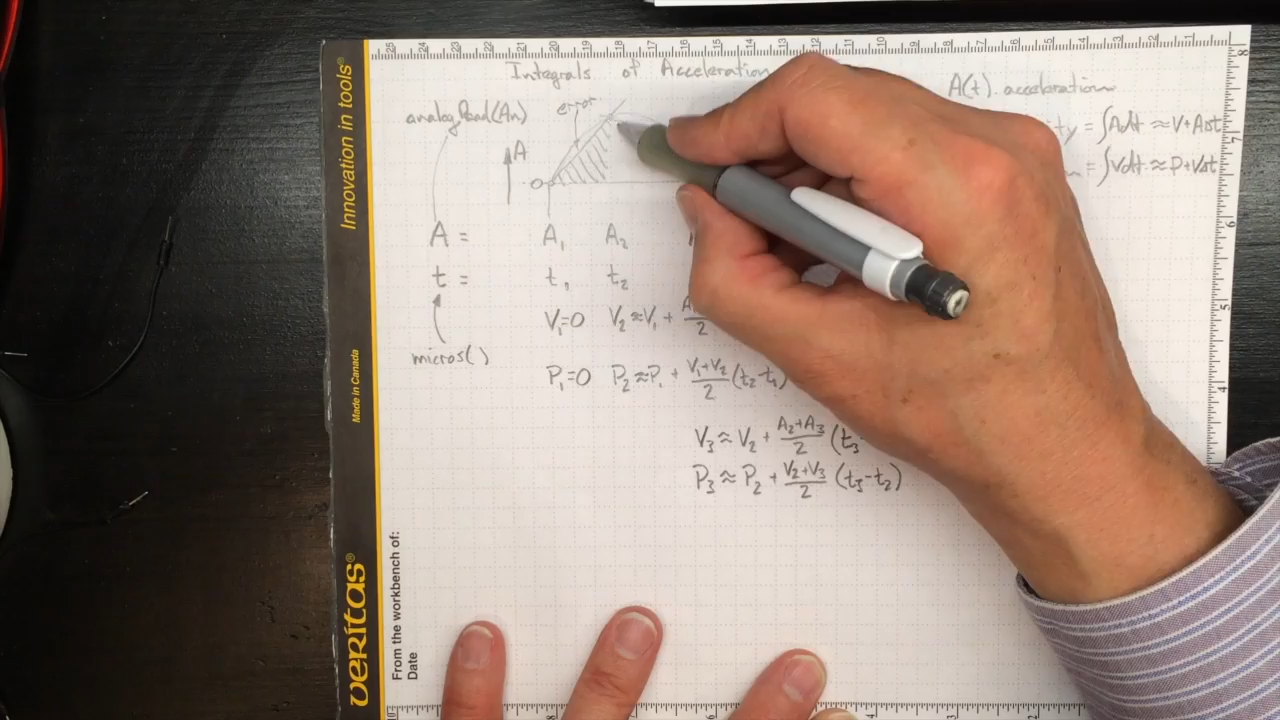 Integrals of Acceleration
A(t) acceleration
analogRead(An)
error
= ∫Adt ≈ V+AΔt
= ∫Vdt ≈ P+VΔt
A
0
A = A₁ A₂
t = t₁ t₂
V₁=0 V₂≈V₁ +
micros()
P₁=0 P₂≈P₁ + V₁+V₂/2 (t₂-t₁)
V₃ ≈ V₂ + A₂+A₃/2 (t₃-
P₃ ≈ P₂ + V₂+V₃/2 (t₃-t₂)
Innovation in tools®
Made in Canada
veritas®
From the workbench of:
Date